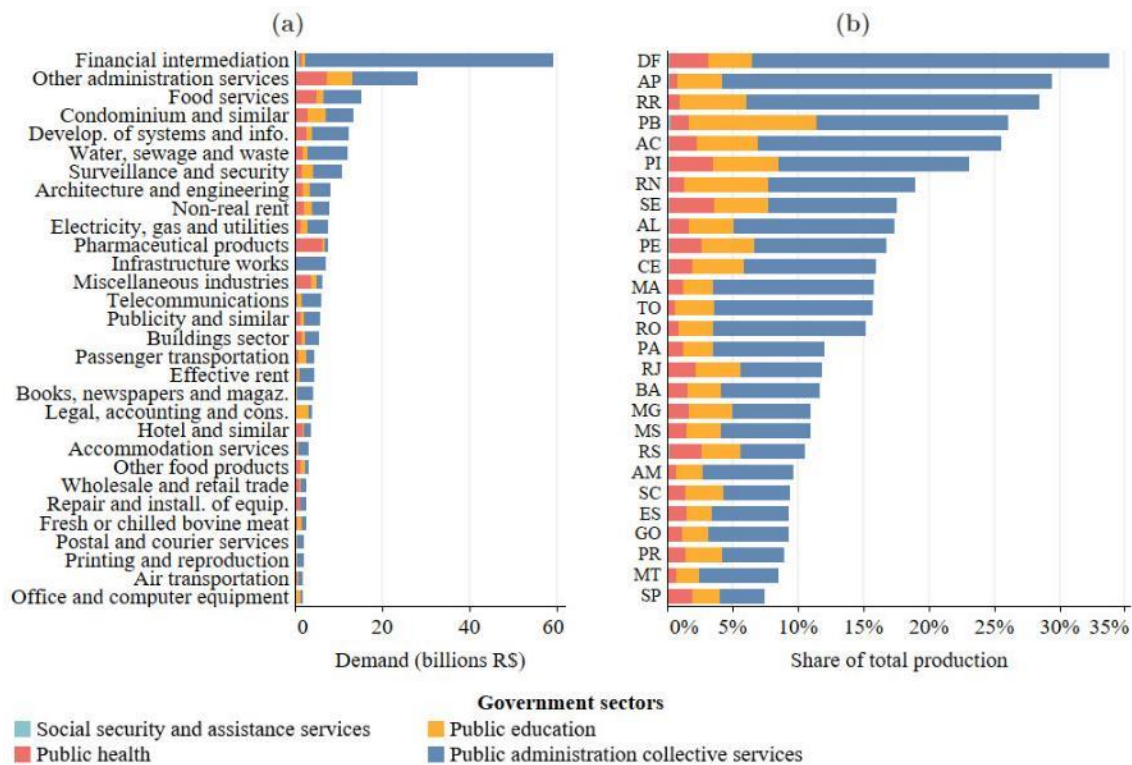 (a)
Financial intermediation
Other administration services
Food services
Condominium and similar
Develop. of systems and info.
Water, sewage and waste
Surveillance and security
Architecture and engineering
Non-real rent
Electricity, gas and utilities
Pharmaceutical products
Infrastructure works
Miscellaneous industries
Telecommunications
Publicity and similar
Buildings sector
Passenger transportation
Effective rent
Books, newspapers and magaz.
Legal, accounting and cons.
Hotel and similar
Accommodation services
Other food products
Wholesale and retail trade
Repair and install. of equip.
Fresh or chilled bovine meat
Postal and courier services
Printing and reproduction
Air transportation
Office and computer equipment
0 20 40 60
Demand (billions R$)
(b)
DF
AP
RR
PB
AC
PI
RN
SE
AL
PE
CE
MA
TO
RO
PA
RJ
BA
MG
MS
RS
AM
SC
ES
GO
PR
MT
SP
0% 5% 10% 15% 20% 25% 30% 35%
Share of total production
Government sectors
Social security and assistance services
Public education
Public health
Public administration collective services